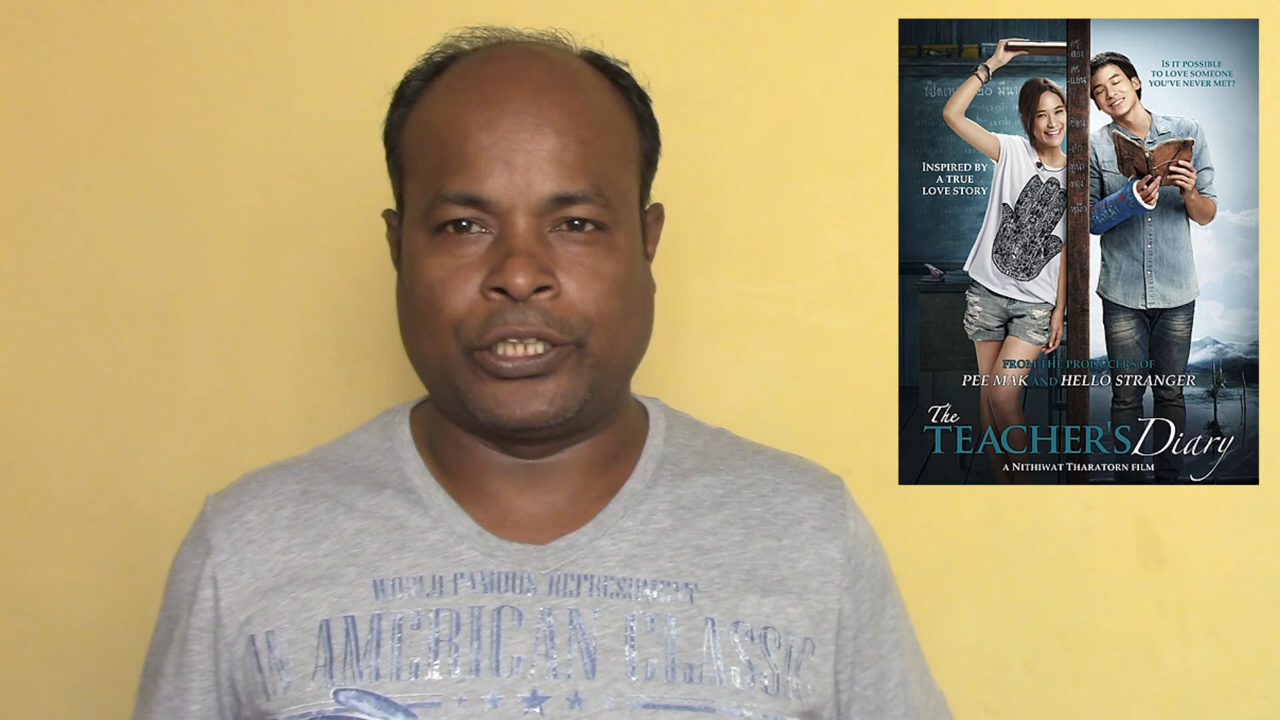 IS IT POSSIBLE
TO LOVE SOMEONE
YOU'VE NEVER MET?
INSPIRED BY
A TRUE
LOVE STORY
FROM THE PRODUCERS OF
PEE MAK AND HELLO STRANGER
The
TEACHER'S Diary
A NITHIWAT THARATORN FILM
WORLD FAMOUS REFRESHMENT
AN AMERICAN CLASSIC